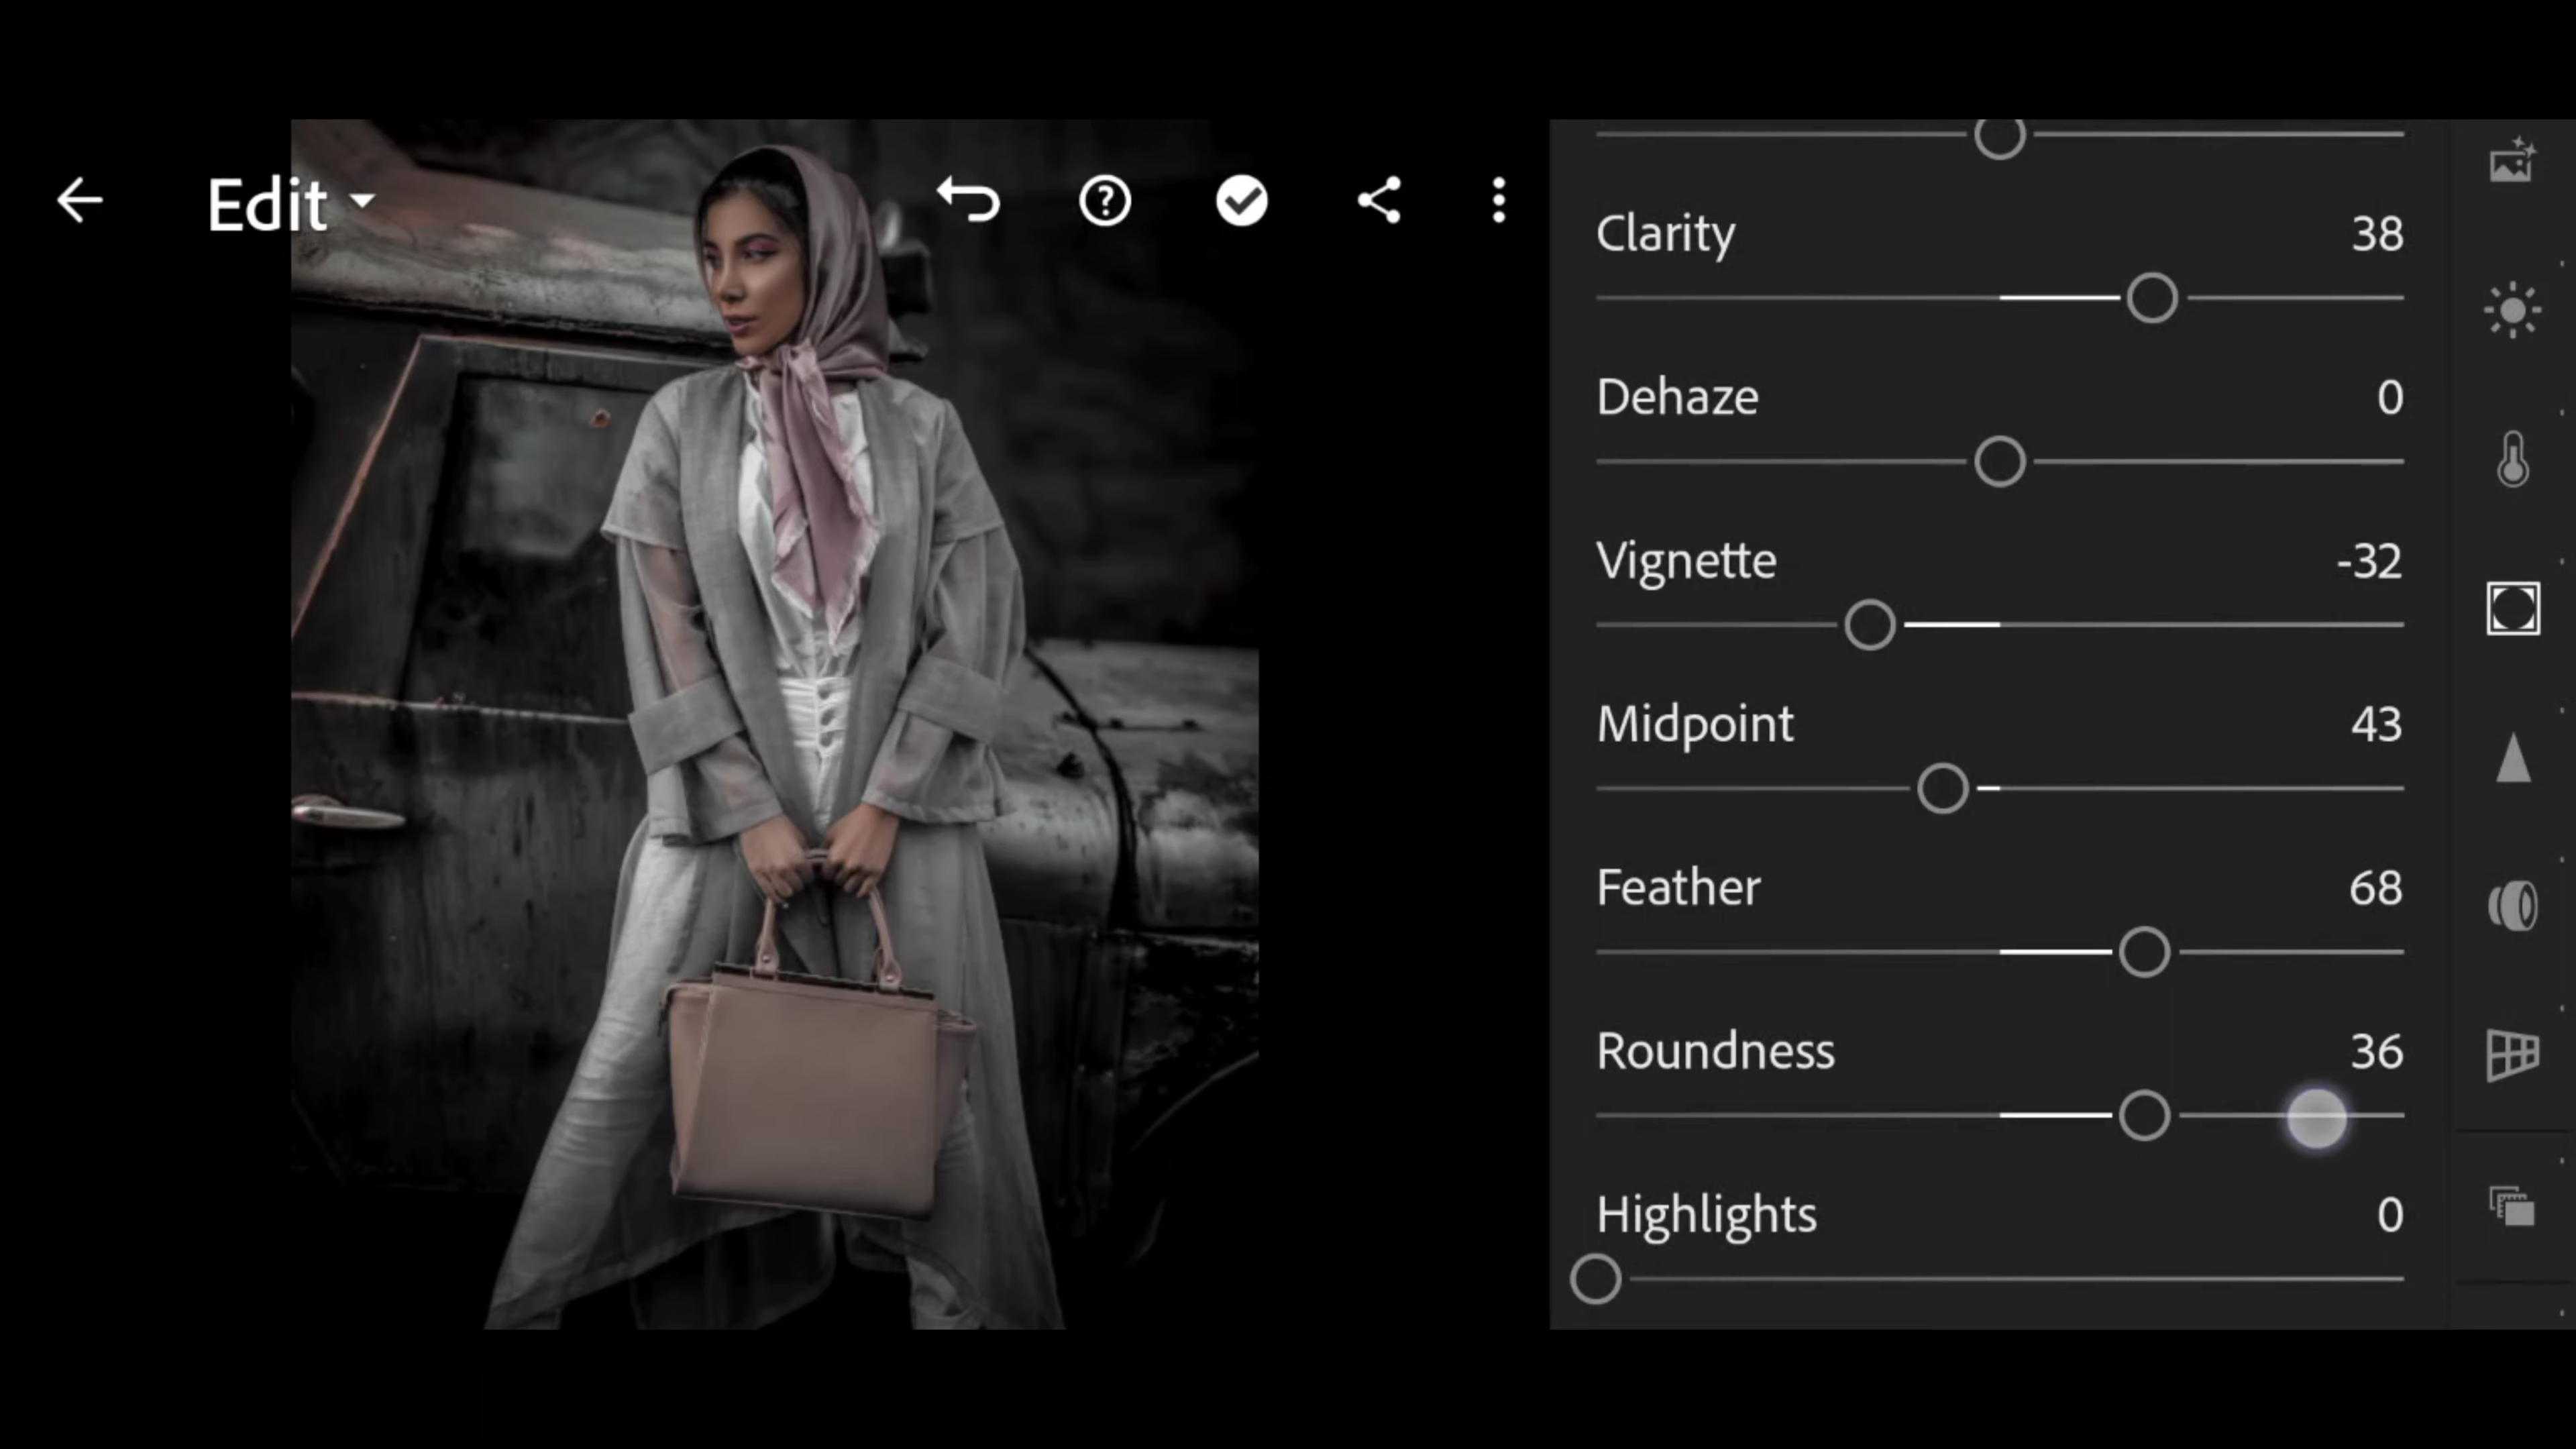 Edit
Clarity 38
Dehaze 0
Vignette -32
Midpoint 43
Feather 68
Roundness 36
Highlights 0